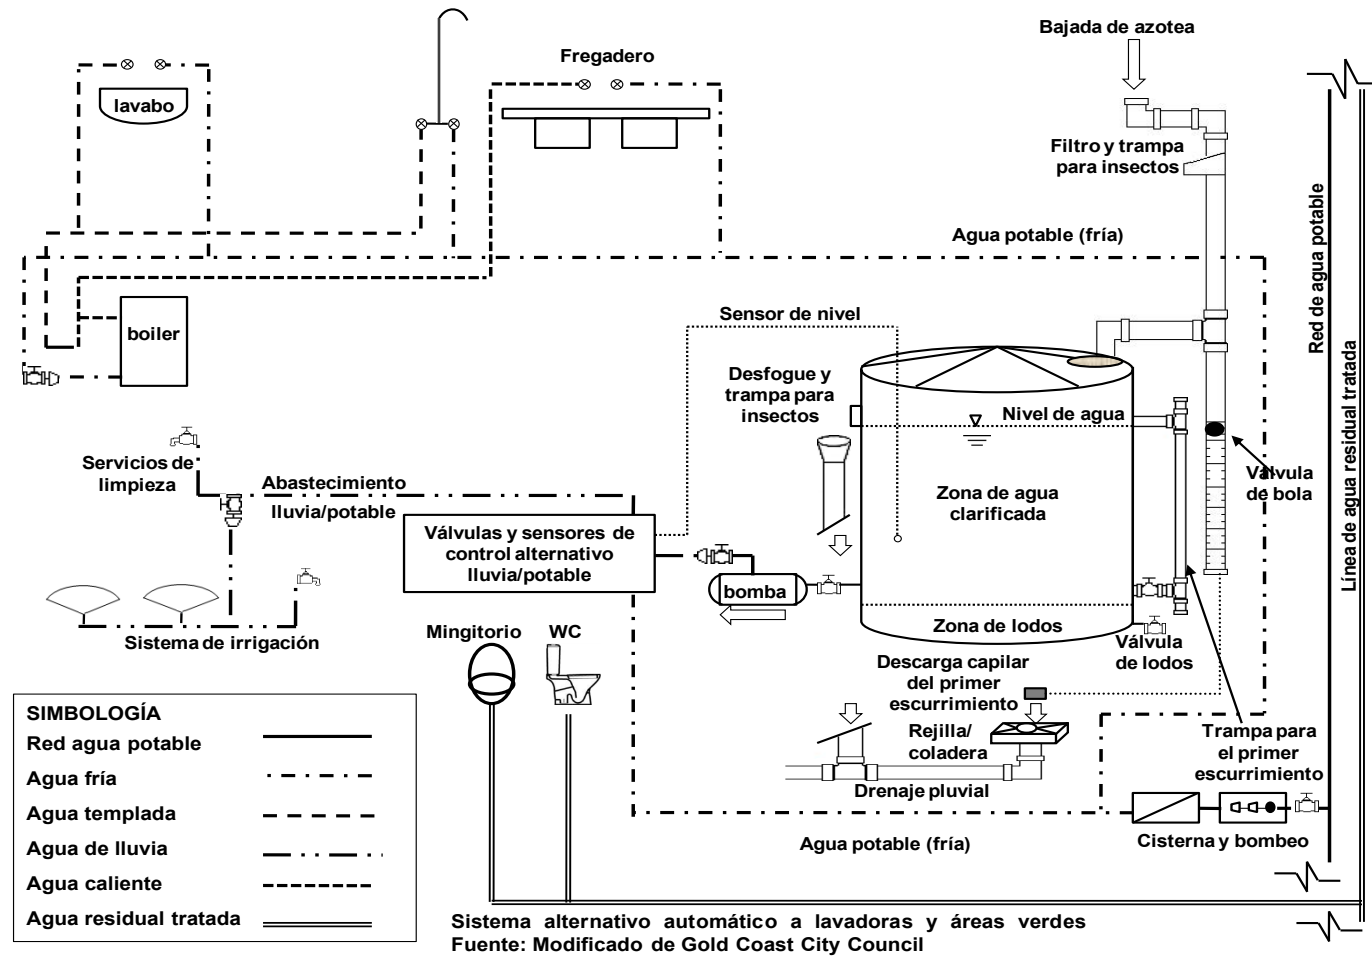 Bajada de azotea
Fregadero
lavabo
Filtro y trampa
para insectos
Red de agua potable
Línea de agua residual tratada
Agua potable (fría)
Sensor de nivel
boiler
Desfogue y
trampa para
insectos
Nivel de agua
Válvula
de bola
Servicios de
limpieza
Abastecimiento
lluvia/potable
Zona de agua
clarificada
Válvulas y sensores de
control alternativo
lluvia/potable
bomba
Zona de lodos
Sistema de irrigación
Mingitorio
WC
Válvula
de lodos
Descarga capilar
del primer
escurrimiento
Rejilla/
coladera
Trampa para
el primer
escurrimiento
Drenaje pluvial
Agua potable (fría)
Cisterna y bombeo
SIMBOLOGÍA
Red agua potable
Agua fría
Agua templada
Agua de lluvia
Agua caliente
Agua residual tratada
Sistema alternativo automático a lavadoras y áreas verdes
Fuente: Modificado de Gold Coast City Council